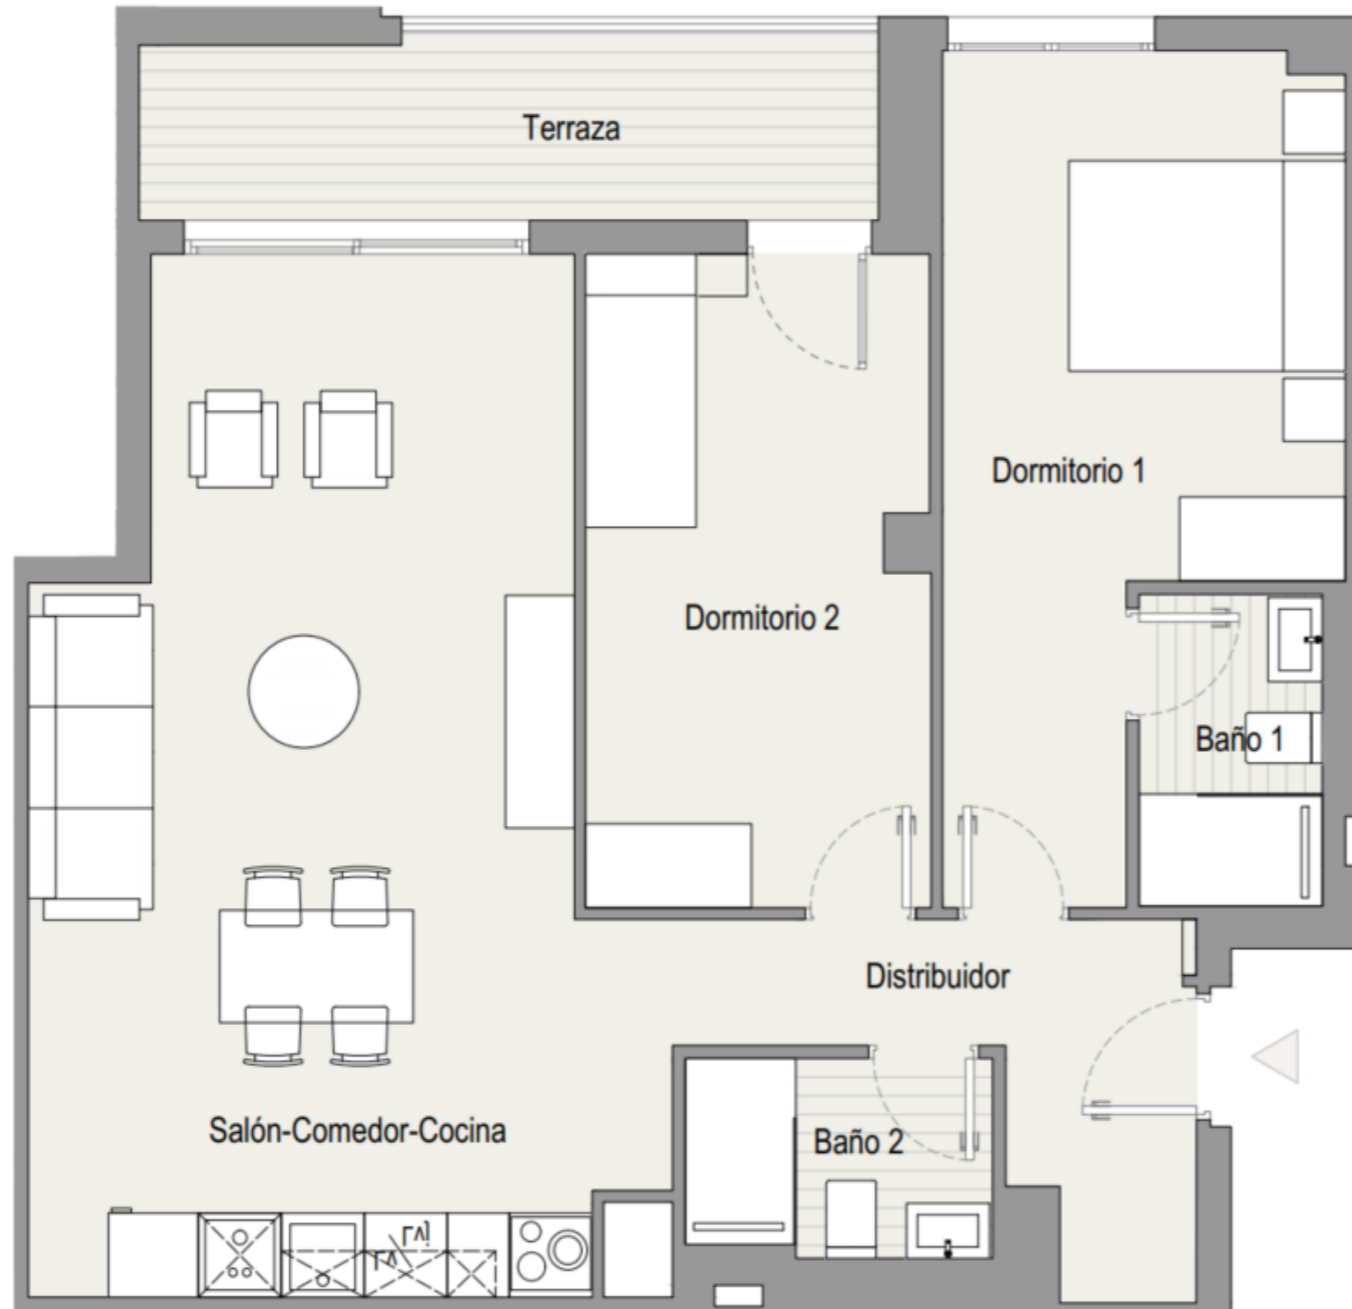 Terraza
Dormitorio 1
Dormitorio 2
Baño 1
Distribuidor
Salón-Comedor-Cocina
Baño 2